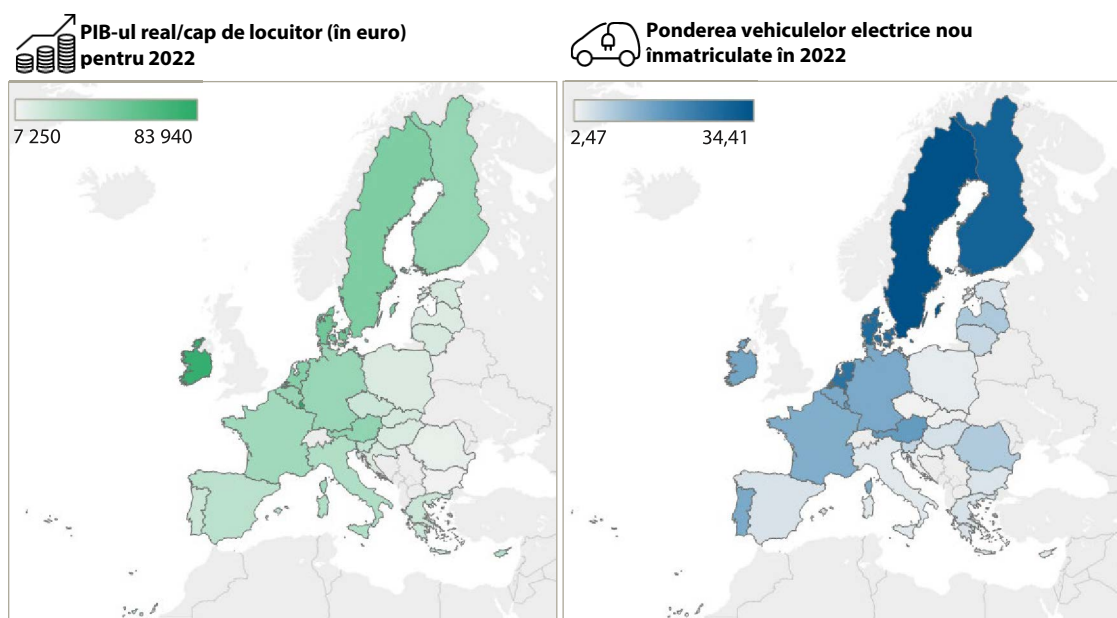 PIB-ul real/cap de locuitor (în euro)
pentru 2022
7 250
83 940
Ponderea vehiculelor electrice nou
înmatriculate în 2022
2,47
34,41